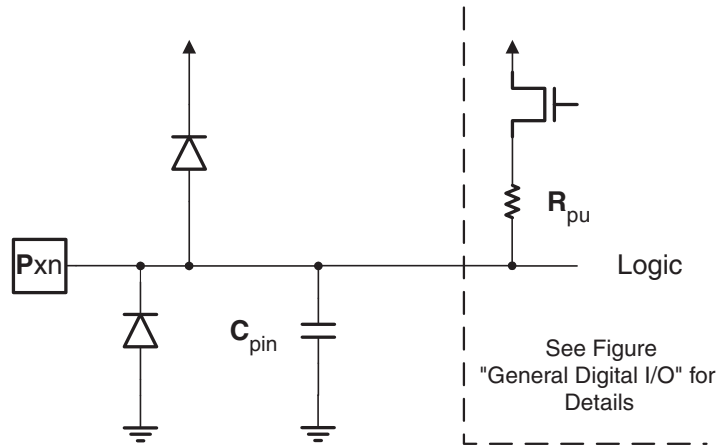 R
pu
Pxn
Logic
C
pin
See Figure
"General Digital I/O" for
Details